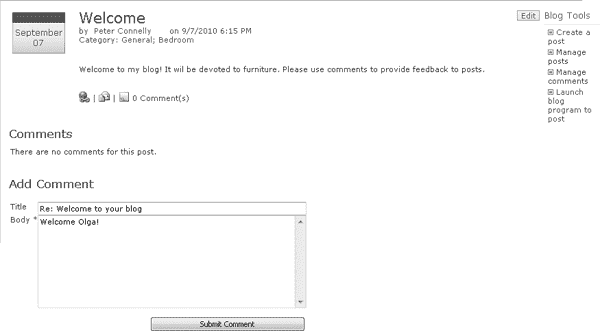 September
07
Welcome
by Peter Connelly on 9/7/2010 6:15 PM
Category: General; Bedroom
Welcome to my blog! It wil be devoted to furniture. Please use comments to provide feedback to posts.
| | 0 Comment(s)
Edit Blog Tools
Create a
post
Manage
posts
Manage
comments
Launch
blog
program to
post
Comments
There are no comments for this post.
Add Comment
Title Re: Welcome to your blog
Body * Welcome Olga!
Submit Comment